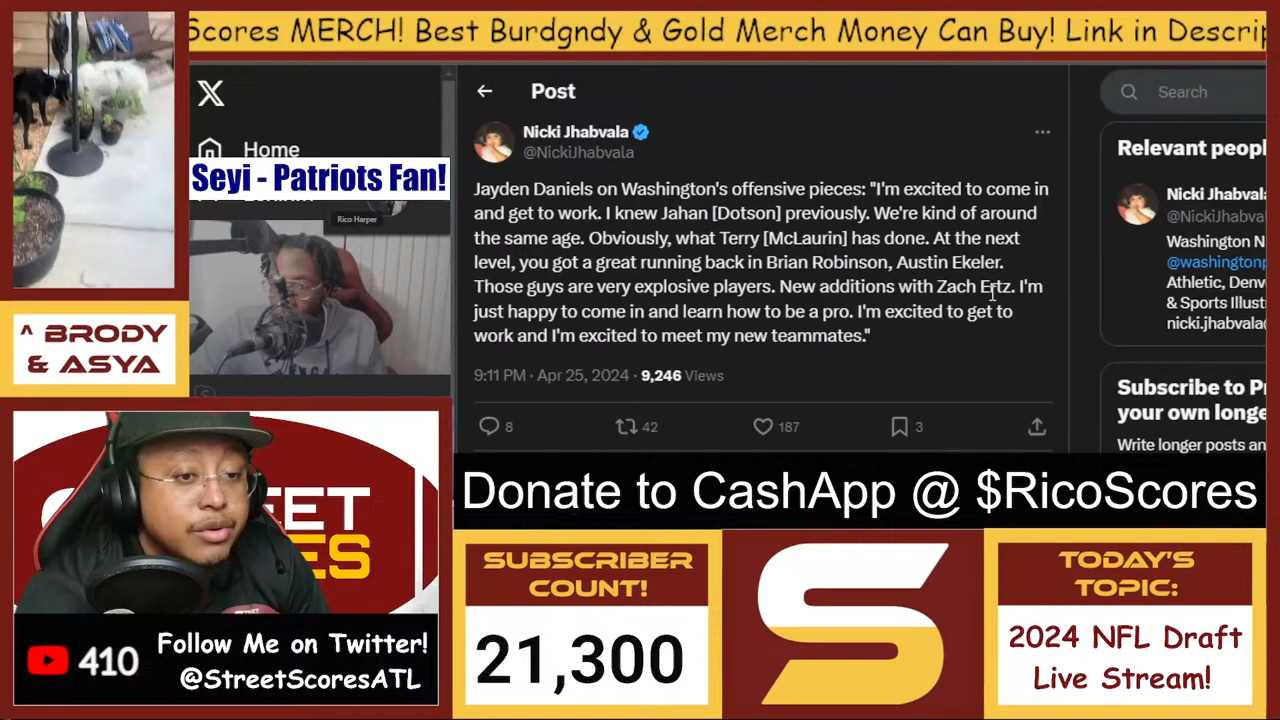 Scores MERCH! Best Burdgndy & Gold Merch Money Can Buy! Link in Descrip
X
Home
Seyi - Patriots Fan!
Rico Harper
Post
Nicki Jhabvala
@NickiJhabvala
Jayden Daniels on Washington's offensive pieces: "I'm excited to come in
and get to work. I knew Jahan [Dotson] previously. We're kind of around
the same age. Obviously, what Terry [McLaurin] has done. At the next
level, you got a great running back in Brian Robinson, Austin Ekeler.
Those guys are very explosive players. New additions with Zach Ertz. I'm
just happy to come in and learn how to be a pro. I'm excited to get to
work and I'm excited to meet my new teammates."
9:11 PM · Apr 25, 2024 · 9,246 Views
8 42 187 3
Search
Relevant peopl
Nicki Jhabvala
@NickiJhabvala
Washington N
@washingtonp
Athletic, Denv
& Sports Illust
nicki.jhabvala@
Subscribe to Pr
your own longe
Write longer posts an
^ BRODY
& ASYA
EET
ES
410
Follow Me on Twitter!
@StreetScoresATL
Donate to CashApp @ $RicoScores
SUBSCRIBER
COUNT!
21,300
S
TODAY'S
TOPIC:
2024 NFL Draft
Live Stream!